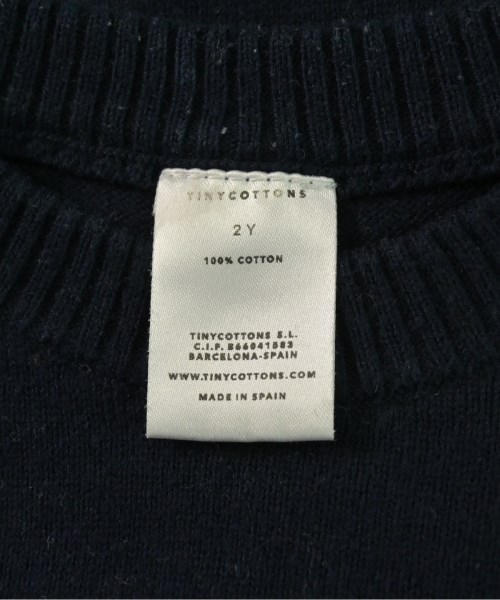 TINYCOTTONS
2Y
100% COTTON
TINYCOTTONS S.L.
C.I.F. B66041583
BARCELONA-SPAIN
WWW.TINYCOTTONS.COM
MADE IN SPAIN